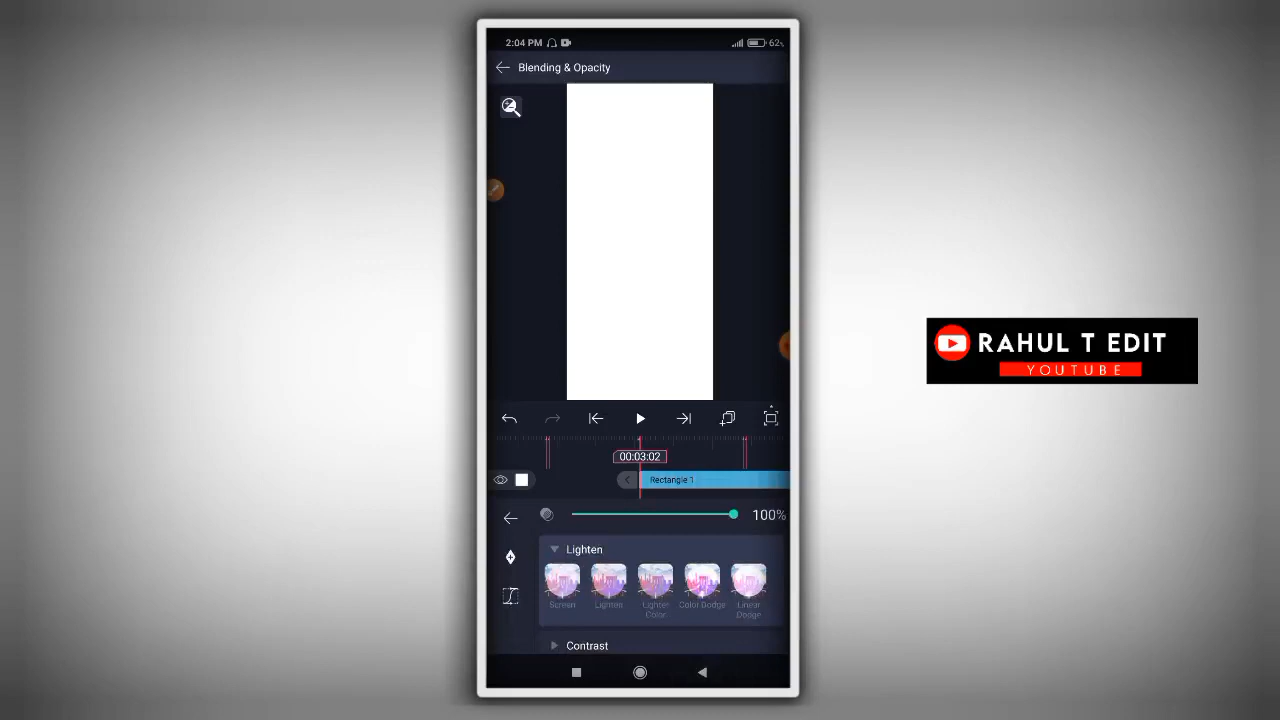 2:04 PM 62%
Blending & Opacity
RAHUL T EDIT
YOUTUBE
00:03:02
Rectangle 1
100%
Lighten
Screen Lighten Lighter Color Color Dodge Linear Dodge
Contrast